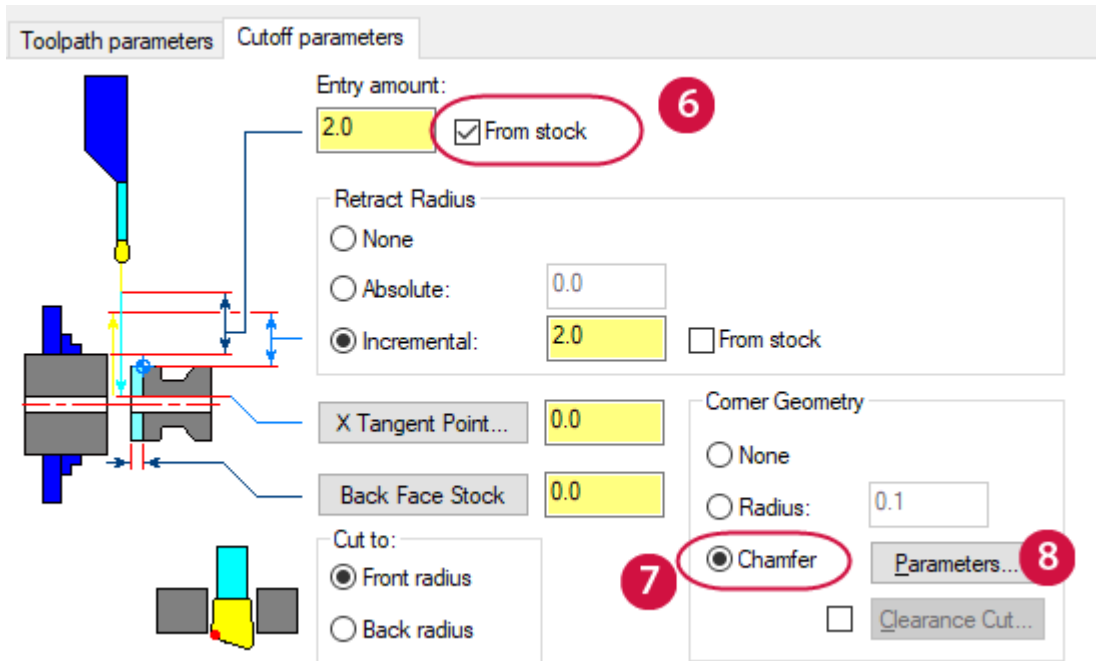 Toolpath parameters Cutoff parameters
Entry amount:
2.0 From stock 6
Retract Radius
None
Absolute: 0.0
Incremental: 2.0 From stock
X Tangent Point... 0.0
Back Face Stock 0.0
Cut to:
Front radius
Back radius
Corner Geometry
None
Radius: 0.1
7 Chamfer Parameters... 8
Clearance Cut...